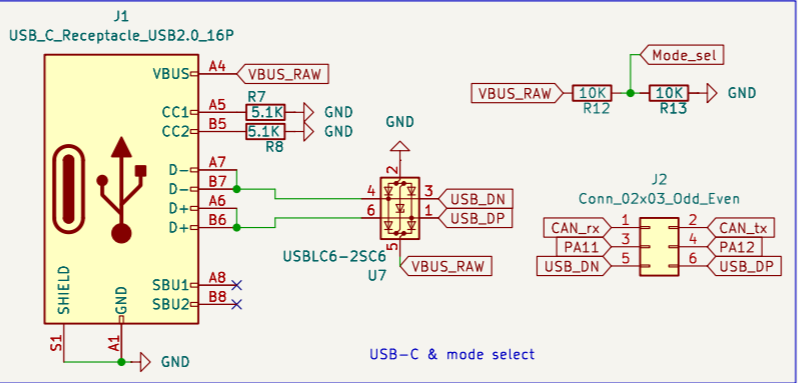 J1
USB_C_Receptacle_USB2.0_16P
VBUS A4 VBUS_RAW
CC1 A5 R7 5.1K GND
CC2 B5 5.1K R8 GND
D- A7
D- B7
D+ A6
D+ B6
SBU1 A8
SBU2 B8
SHIELD
GND
S1
A1
GND
GND
2
4 3 USB_DN
6 1 USB_DP
5
USBLC6-2SC6
U7
VBUS_RAW
Mode_sel
VBUS_RAW 10K 10K GND
R12 R13
J2
Conn_02x03_Odd_Even
CAN_rx 1 2 CAN_tx
PA11 3 4 PA12
USB_DN 5 6 USB_DP
USB-C & mode select